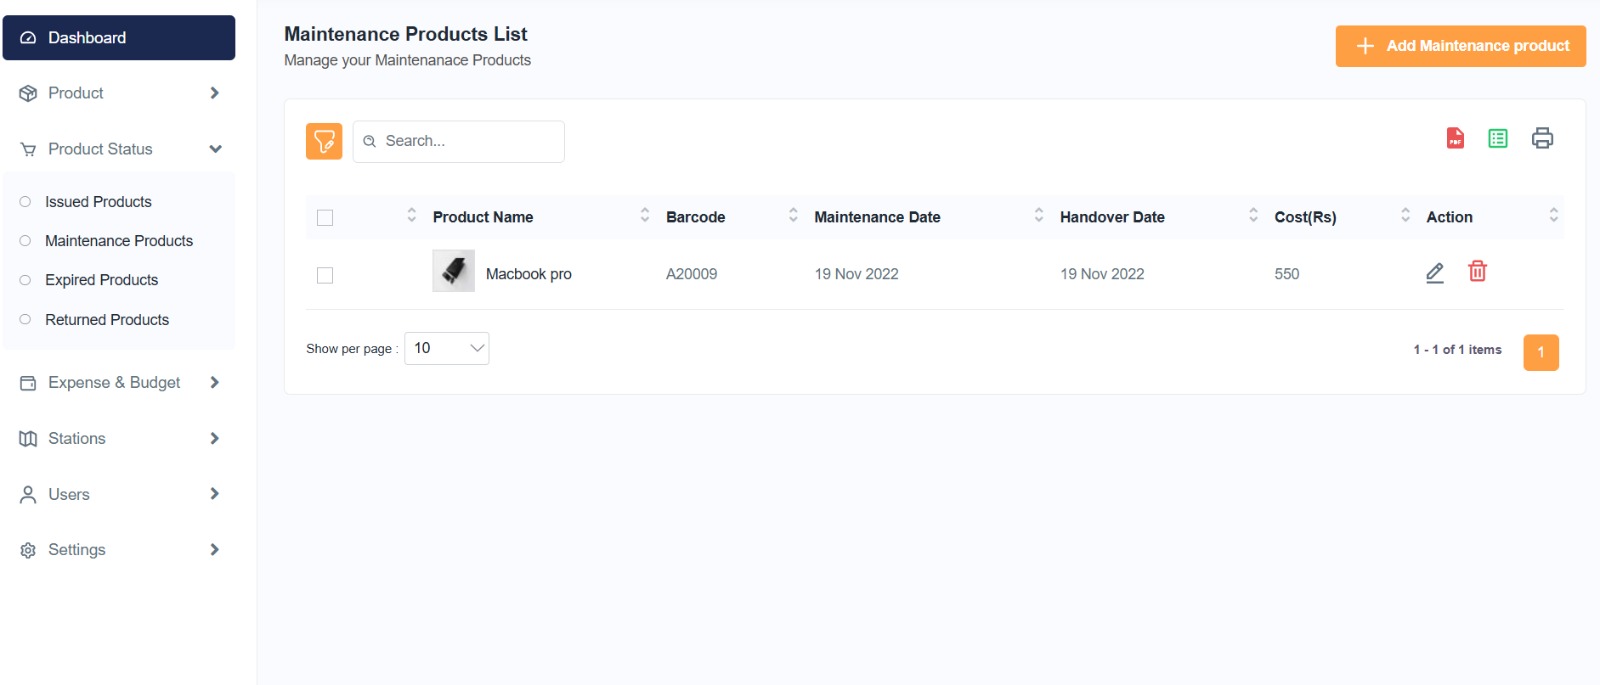 Dashboard
Product
Product Status
Issued Products
Maintenance Products
Expired Products
Returned Products
Expense & Budget
Stations
Users
Settings
Maintenance Products List
Manage your Maintenanace Products
Add Maintenance product
Search...
PDF
Product Name Barcode Maintenance Date Handover Date Cost(Rs) Action
Macbook pro A20009 19 Nov 2022 19 Nov 2022 550
Show per page : 10
1 - 1 of 1 items 1